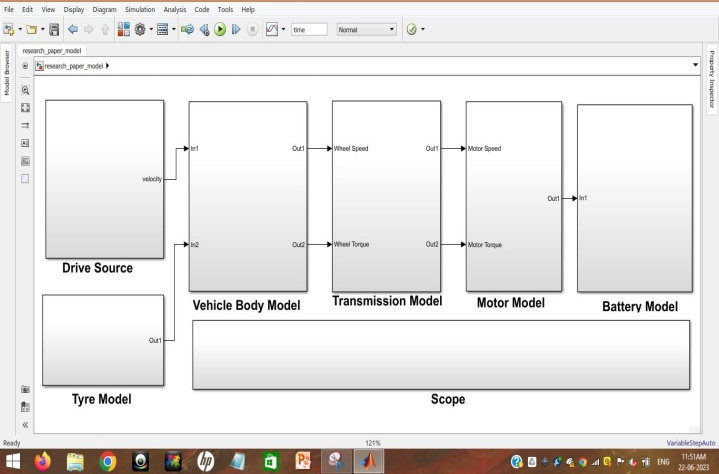 File Edit View Display Diagram Simulation Analysis Code Tools Help
time
Normal
research_paper_model
research_paper_model
Model Browser
Property Inspector
velocity
Drive Source
Out1
Tyre Model
In1
In2
Out1
Out2
Vehicle Body Model
Wheel Speed
Wheel Torque
Out1
Out2
Transmission Model
Motor Speed
Motor Torque
Out1
Motor Model
In1
Battery Model
Scope
Ready
121%
VariableStepAuto
ENG
11:51AM
22-06-2023